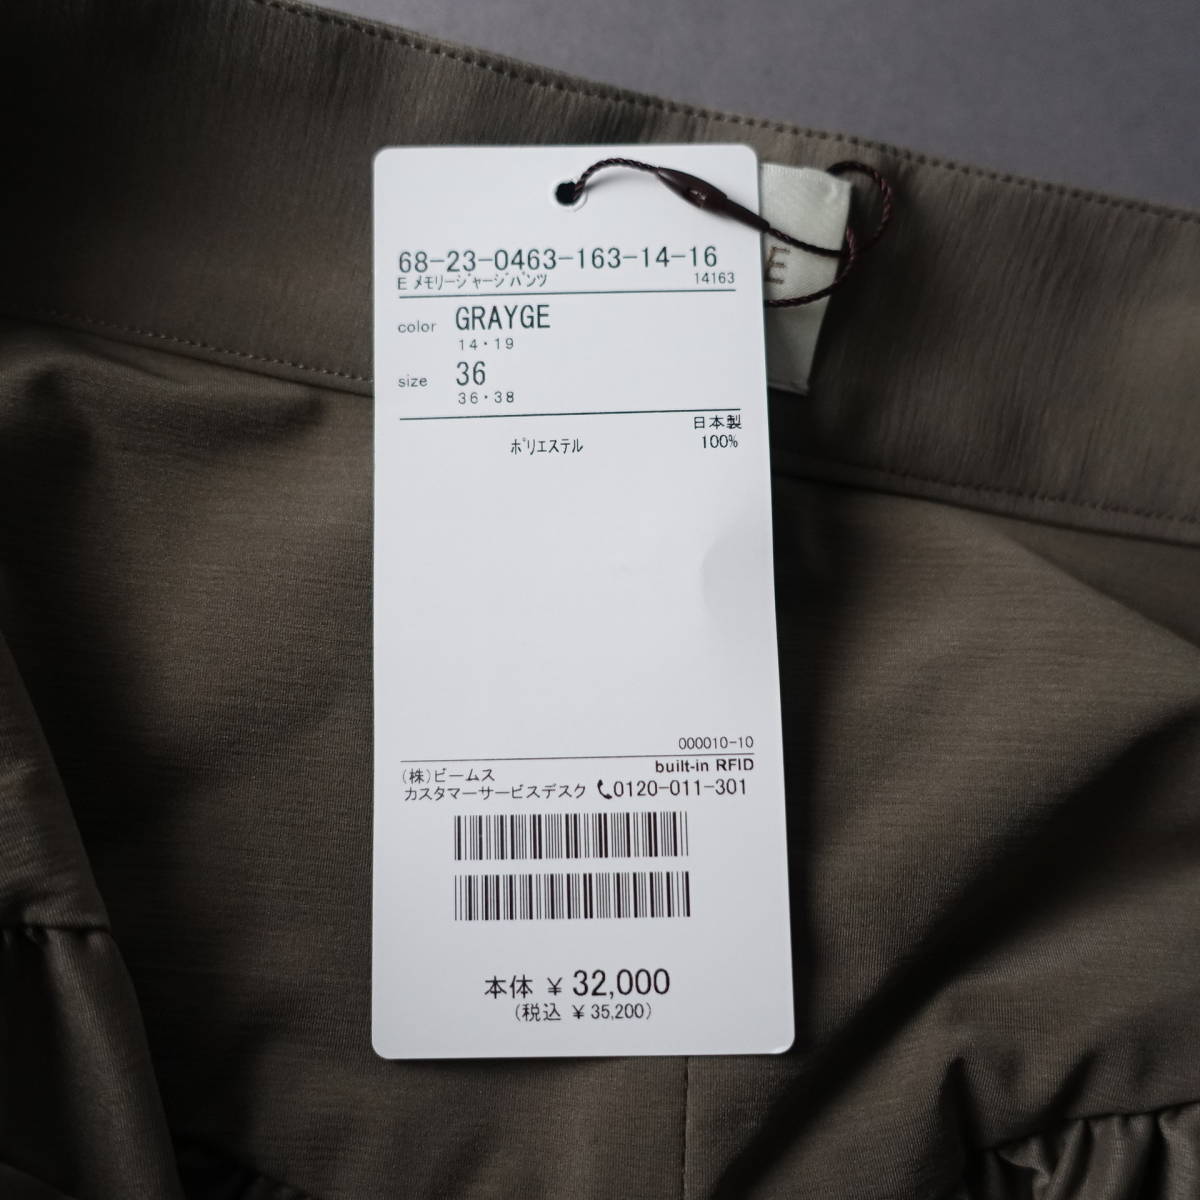 68-23-0463-163-14-16
E ﾒﾓﾘｰｼﾞｬｰｼﾞﾊﾟﾝﾂ 14163
color GRAYGE
14・19
size 36
36・38
日本製
ﾎﾟﾘｴｽﾃﾙ 100%
000010-10
built-in RFID
(株)ビームス
カスタマーサービスデスク 0120-011-301
本体 ¥ 32,000
(税込 ¥ 35,200)
E